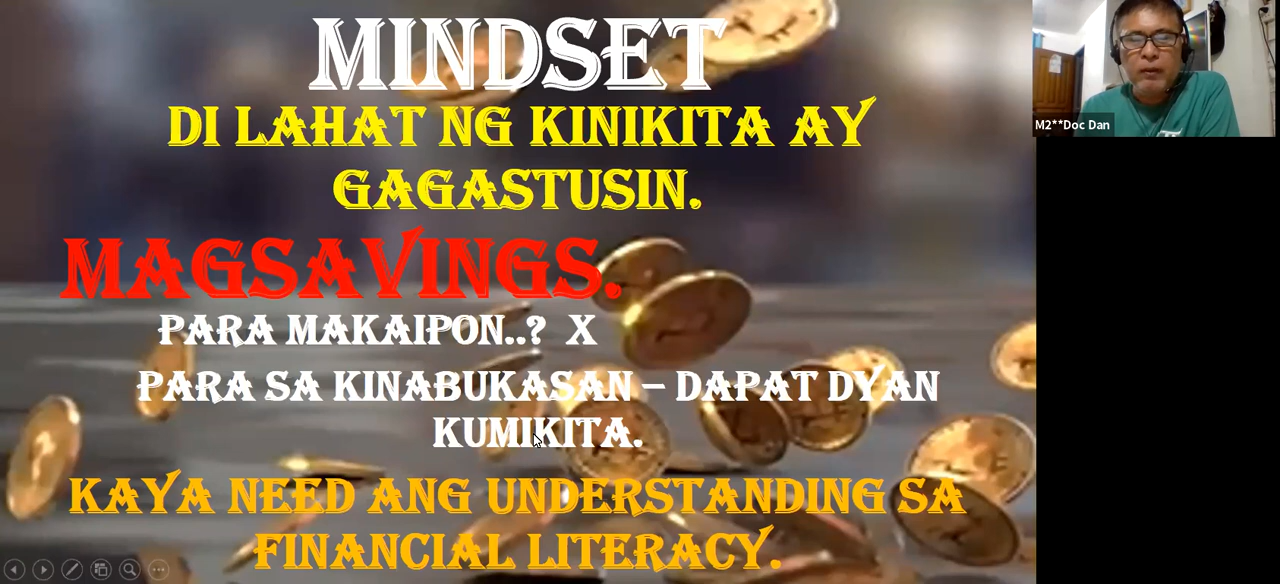 MINDSET
DI LAHAT NG KINIKITA AY
GAGASTUSIN.
MAGSAVINGS.
PARA MAKAIPON..? X
PARA SA KINABUKASAN – DAPAT DYAN
KUMIKITA.
KAYA NEED ANG UNDERSTANDING SA
FINANCIAL LITERACY.
M2**Doc Dan